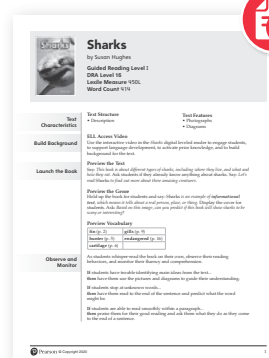 Sharks
Sharks
by Susan Hughes
Guided Reading Level I
DRA Level 16
Lexile Measure 450L
Word Count 414
Text
Characteristics
Text Structure
• Description
Text Features
• Photographs
• Diagrams
Build Background
ELL Access Video
Use the interactive video in the Sharks digital leveled reader to engage students,
to support language development, to activate prior knowledge, and to build
background for the text.
Launch the Book
Preview the Text
Say: This book is about different types of sharks, including where they live, and what and
how they eat. Ask students if they already know anything about sharks. Say: Let's
read Sharks to find out more about these amazing creatures.
Preview the Genre
Hold up the book for students and say: Sharks is an example of informational
text, which means it tells about a real person, place, or thing. Display the cover for
students. Ask: Based on this image, can you predict if this book will show sharks to be
scary or interesting?
Preview Vocabulary
fin (p. 2)
gills (p. 9)
hunter (p. 5)
endangered (p. 16)
cartilage (p. 6)
Observe and
Monitor
As students whisper-read the book on their own, observe their reading
behaviors, and monitor their fluency and comprehension.
If students have trouble identifying main ideas from the text...
then have them use the pictures and diagrams to guide their understanding.
If students stop at unknown words...
then have them read to the end of the sentence and predict what the word
might be.
If students are able to read smoothly within a paragraph...
then praise them for their good reading and ask them what they do as they come
to the end of a sentence.
Pearson © Copyright 2020
1